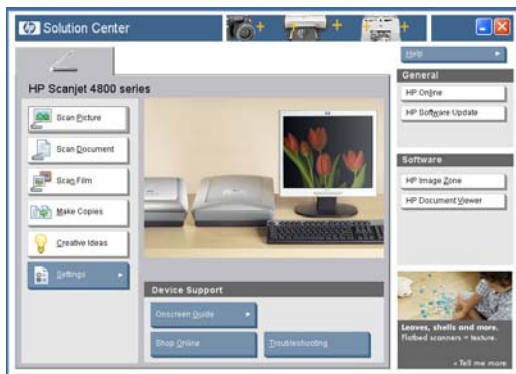 hp Solution Center
Help
HP Scanjet 4800 series
Scan Picture
Scan Document
Scan Film
Make Copies
Creative Ideas
Settings
Device Support
Onscreen Guide
Shop Online
Troubleshooting
General
HP Online
HP Software Update
Software
HP Image Zone
HP Document Viewer
Leaves, shells and more.
Flatbed scanners = texture.
» Tell me more